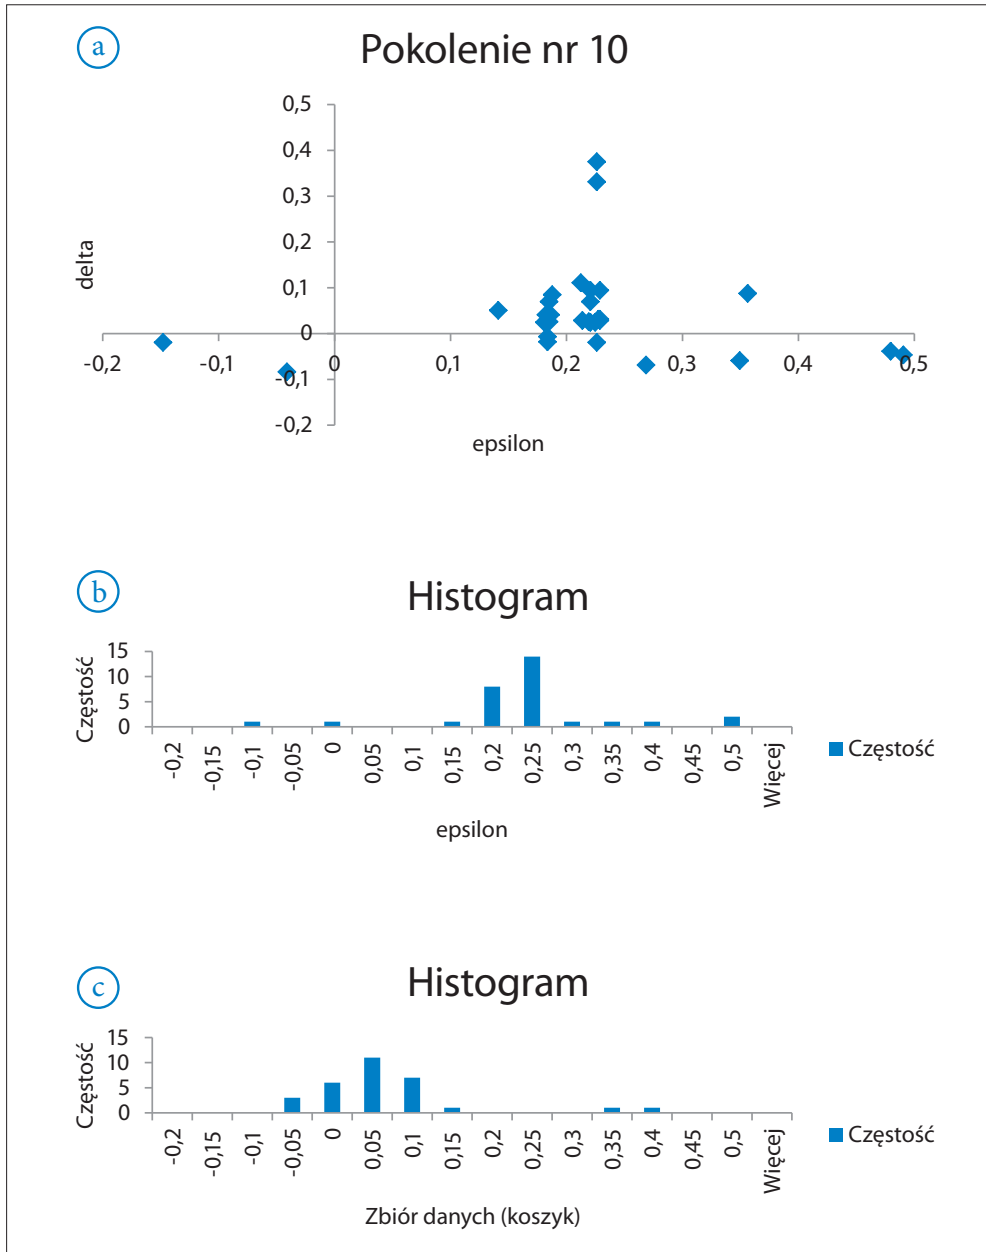 a
Pokolenie nr 10
0,5
0,4
0,3
0,2
0,1
0
-0,1
-0,2
delta
-0,2 -0,1 0 0,1 0,2 0,3 0,4 0,5
epsilon
b
Histogram
Częstość
15
10
5
0
-0,2 -0,15 -0,1 -0,05 0 0,05 0,1 0,15 0,2 0,25 0,3 0,35 0,4 0,45 0,5 Więcej
Częstość
epsilon
c
Histogram
Częstość
15
10
5
0
-0,2 -0,15 -0,1 -0,05 0 0,05 0,1 0,15 0,2 0,25 0,3 0,35 0,4 0,45 0,5 Więcej
Częstość
Zbiór danych (koszyk)